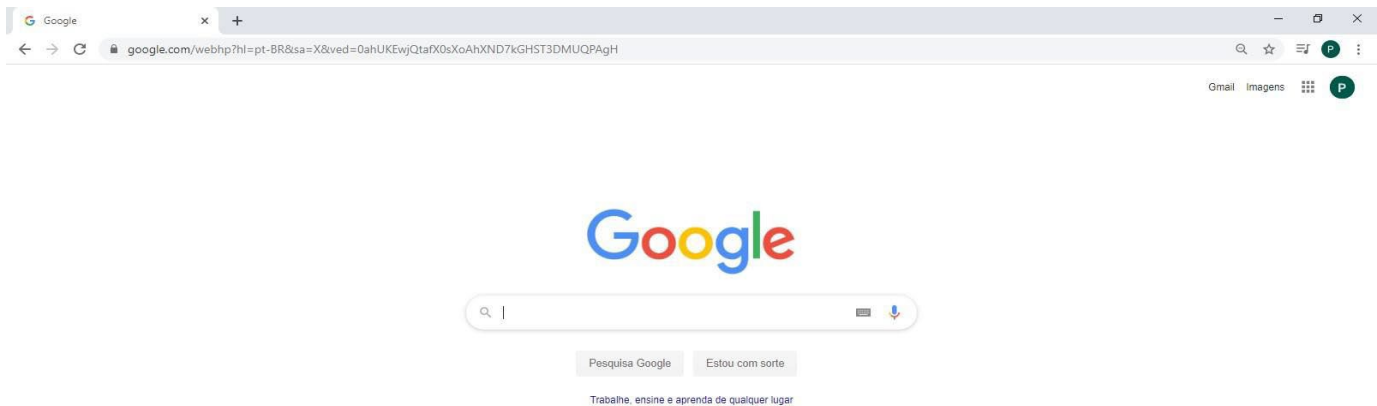 Google
google.com/webhp?hl=pt-BR&sa=X&ved=0ahUKEwjQtafX0sXoAhXND7kGHST3DMUQPAgH
P
Gmail Imagens P
Google
Pesquisa Google Estou com sorte
Trabalhe, ensine e aprenda de qualquer lugar